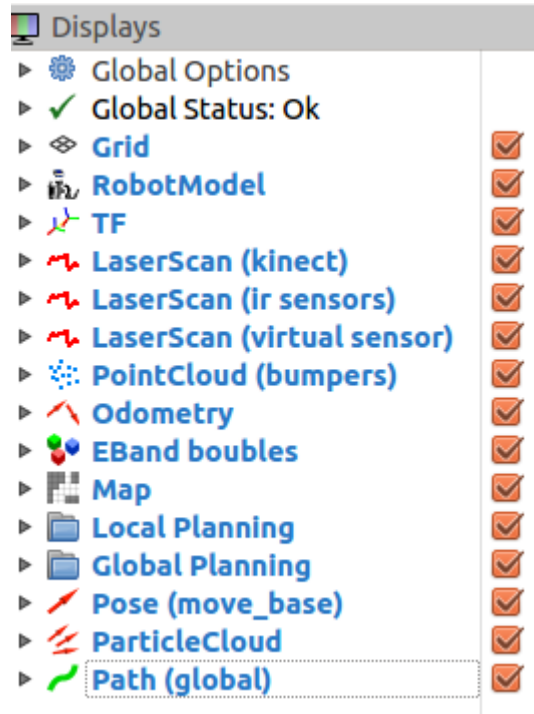 Displays
Global Options
Global Status: Ok
Grid
RobotModel
TF
LaserScan (kinect)
LaserScan (ir sensors)
LaserScan (virtual sensor)
PointCloud (bumpers)
Odometry
EBand boubles
Map
Local Planning
Global Planning
Pose (move_base)
ParticleCloud
Path (global)